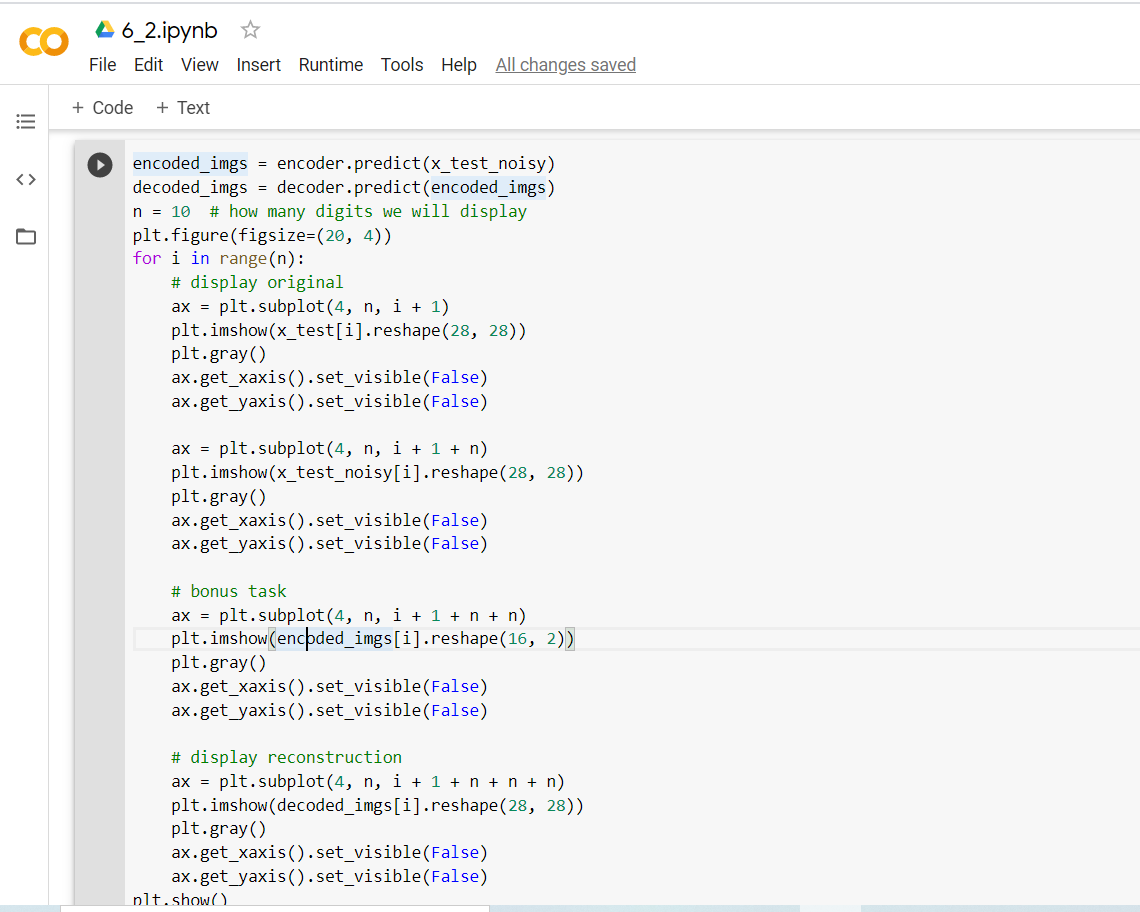 6_2.ipynb
File Edit View Insert Runtime Tools Help All changes saved
+ Code + Text
encoded_imgs = encoder.predict(x_test_noisy)
decoded_imgs = decoder.predict(encoded_imgs)
n = 10  # how many digits we will display
plt.figure(figsize=(20, 4))
for i in range(n):
    # display original
    ax = plt.subplot(4, n, i + 1)
    plt.imshow(x_test[i].reshape(28, 28))
    plt.gray()
    ax.get_xaxis().set_visible(False)
    ax.get_yaxis().set_visible(False)

    ax = plt.subplot(4, n, i + 1 + n)
    plt.imshow(x_test_noisy[i].reshape(28, 28))
    plt.gray()
    ax.get_xaxis().set_visible(False)
    ax.get_yaxis().set_visible(False)

    # bonus task
    ax = plt.subplot(4, n, i + 1 + n + n)
    plt.imshow(encoded_imgs[i].reshape(16, 2))
    plt.gray()
    ax.get_xaxis().set_visible(False)
    ax.get_yaxis().set_visible(False)

    # display reconstruction
    ax = plt.subplot(4, n, i + 1 + n + n + n)
    plt.imshow(decoded_imgs[i].reshape(28, 28))
    plt.gray()
    ax.get_xaxis().set_visible(False)
    ax.get_yaxis().set_visible(False)
plt.show()